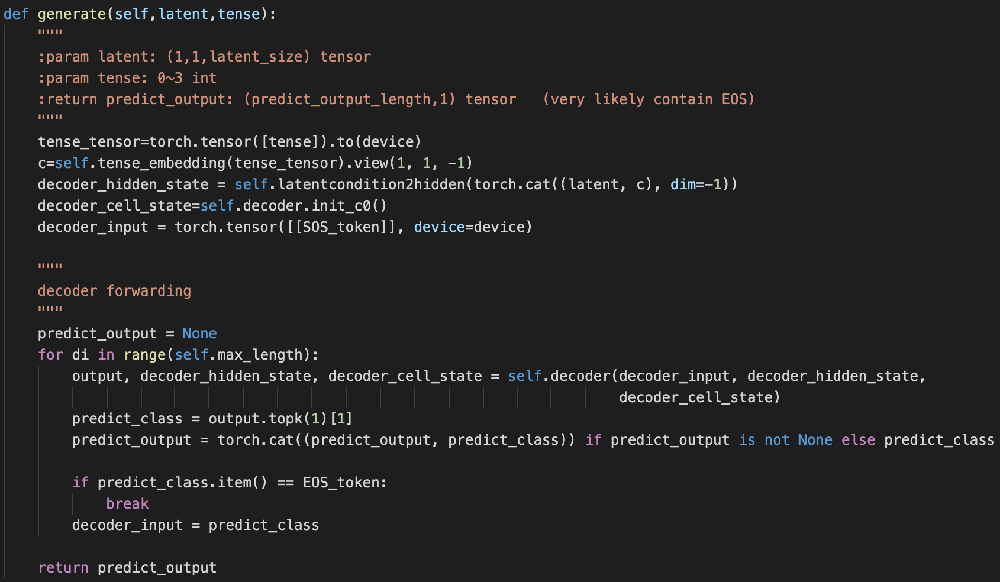 def generate(self,latent,tense):
    """
    :param latent: (1,1,latent_size) tensor
    :param tense: 0~3 int
    :return predict_output: (predict_output_length,1) tensor   (very likely contain EOS)
    """
    tense_tensor=torch.tensor([tense]).to(device)
    c=self.tense_embedding(tense_tensor).view(1, 1, -1)
    decoder_hidden_state = self.latentcondition2hidden(torch.cat((latent, c), dim=-1))
    decoder_cell_state=self.decoder.init_c0()
    decoder_input = torch.tensor([[SOS_token]], device=device)

    """
    decoder forwarding
    """
    predict_output = None
    for di in range(self.max_length):
        output, decoder_hidden_state, decoder_cell_state = self.decoder(decoder_input, decoder_hidden_state,
                                                                        decoder_cell_state)
        predict_class = output.topk(1)[1]
        predict_output = torch.cat((predict_output, predict_class)) if predict_output is not None else predict_class

        if predict_class.item() == EOS_token:
            break
        decoder_input = predict_class

    return predict_output